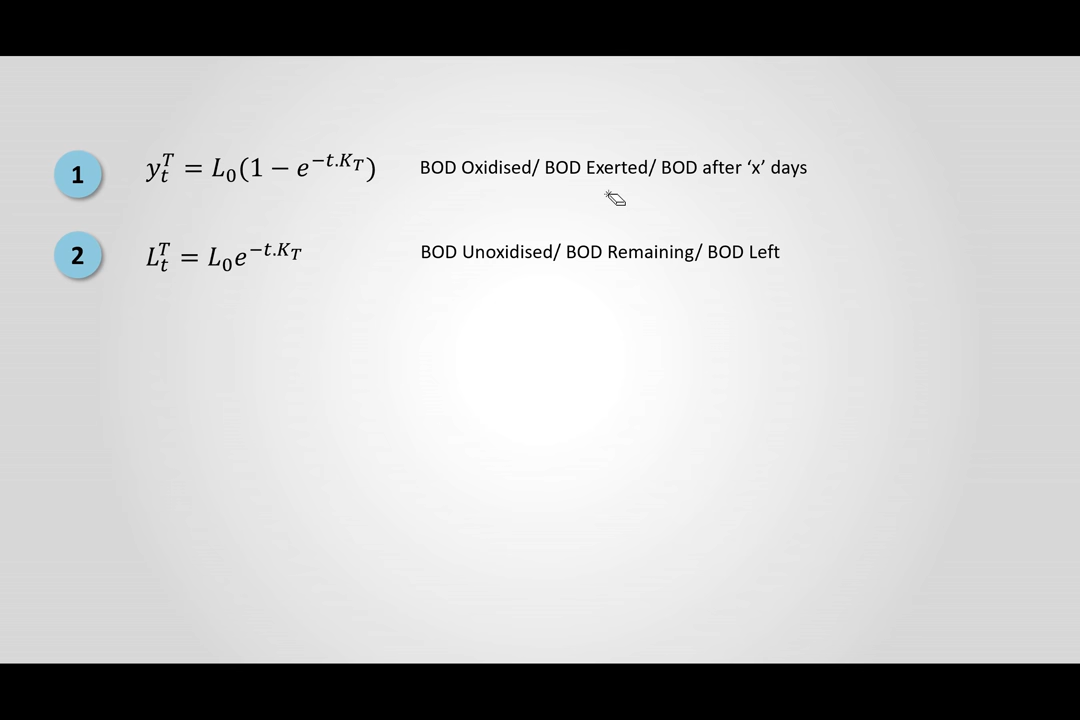 1 y_t^T = L_0(1 − e^{−t.K_T}) BOD Oxidised/ BOD Exerted/ BOD after ‘x’ days
2 L_t^T = L_0e^{−t.K_T} BOD Unoxidised/ BOD Remaining/ BOD Left